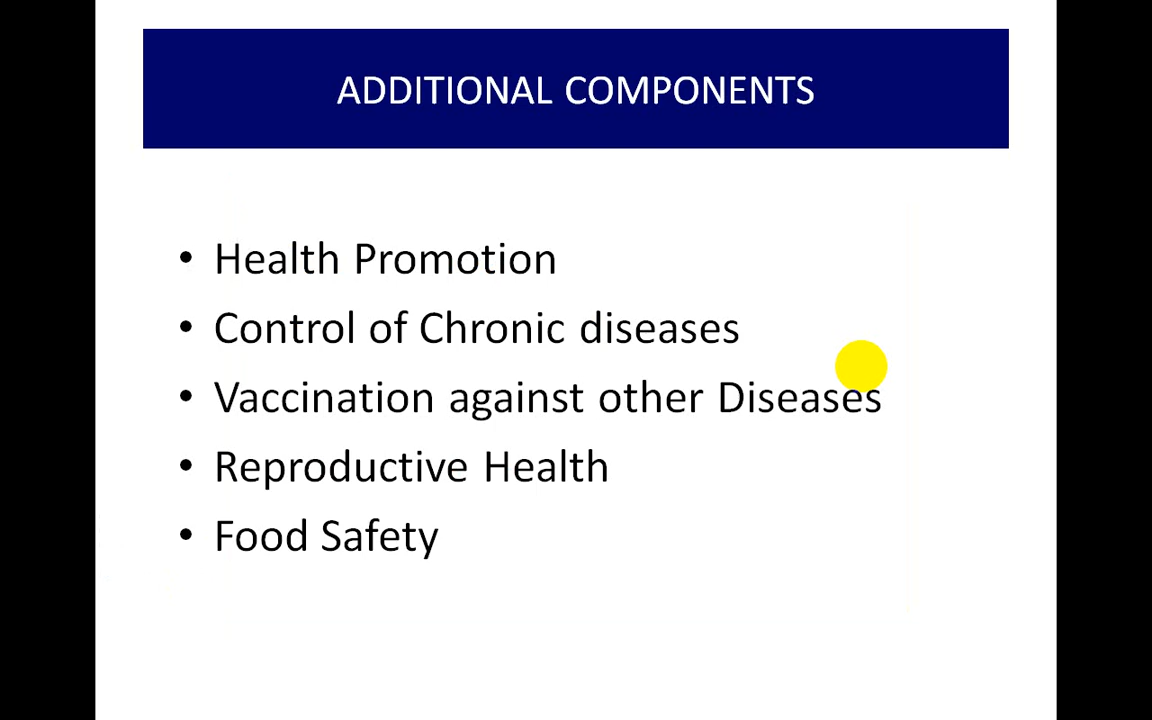 ADDITIONAL COMPONENTS
• Health Promotion
• Control of Chronic diseases
• Vaccination against other Diseases
• Reproductive Health
• Food Safety